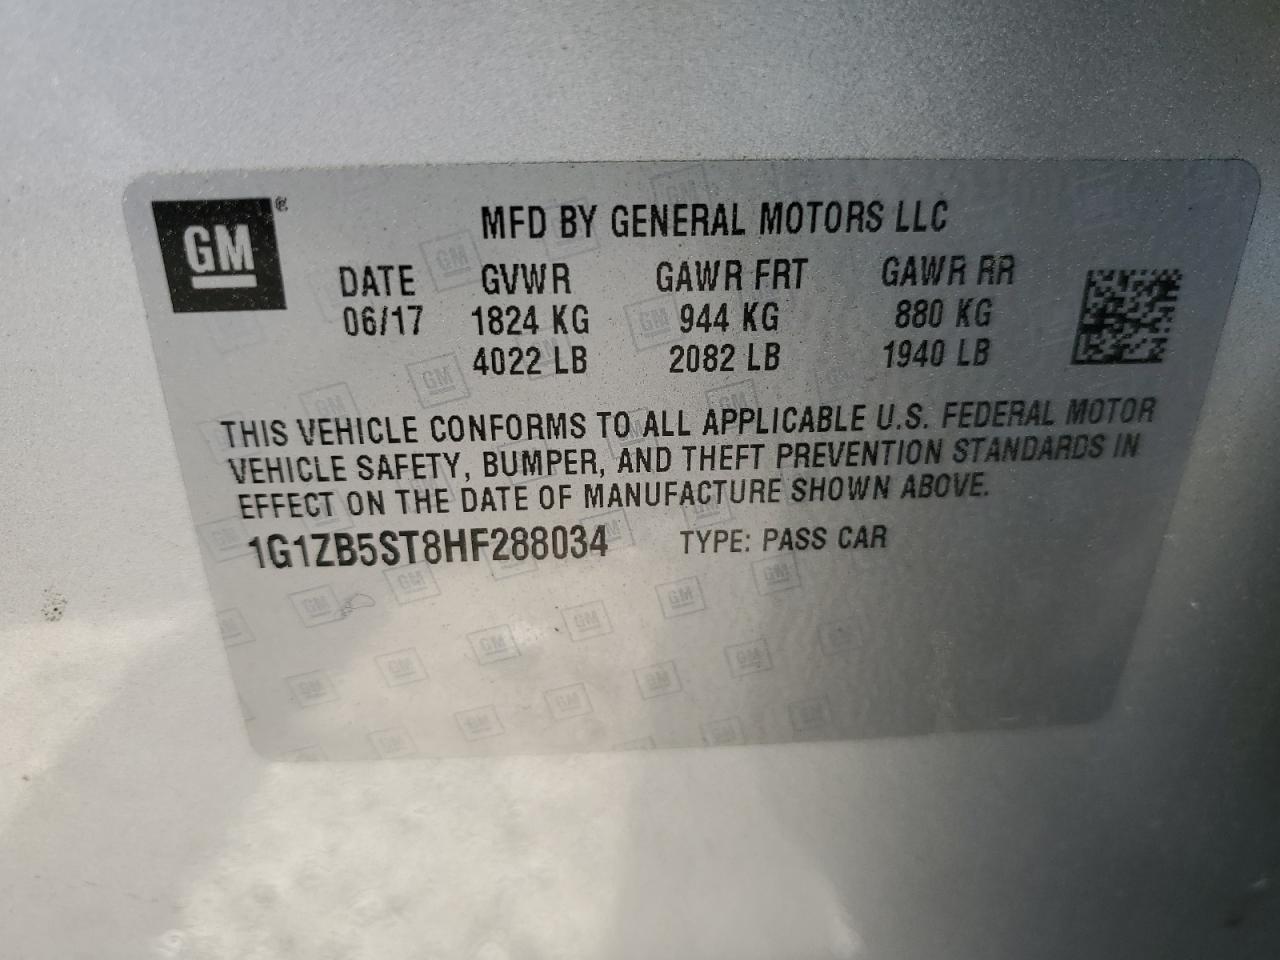 GM®
MFD BY GENERAL MOTORS LLC
DATE GVWR GAWR FRT GAWR RR
06/17 1824 KG 944 KG 880 KG
4022 LB 2082 LB 1940 LB
THIS VEHICLE CONFORMS TO ALL APPLICABLE U.S. FEDERAL MOTOR
VEHICLE SAFETY, BUMPER, AND THEFT PREVENTION STANDARDS IN
EFFECT ON THE DATE OF MANUFACTURE SHOWN ABOVE.
1G1ZB5ST8HF288034 TYPE: PASS CAR